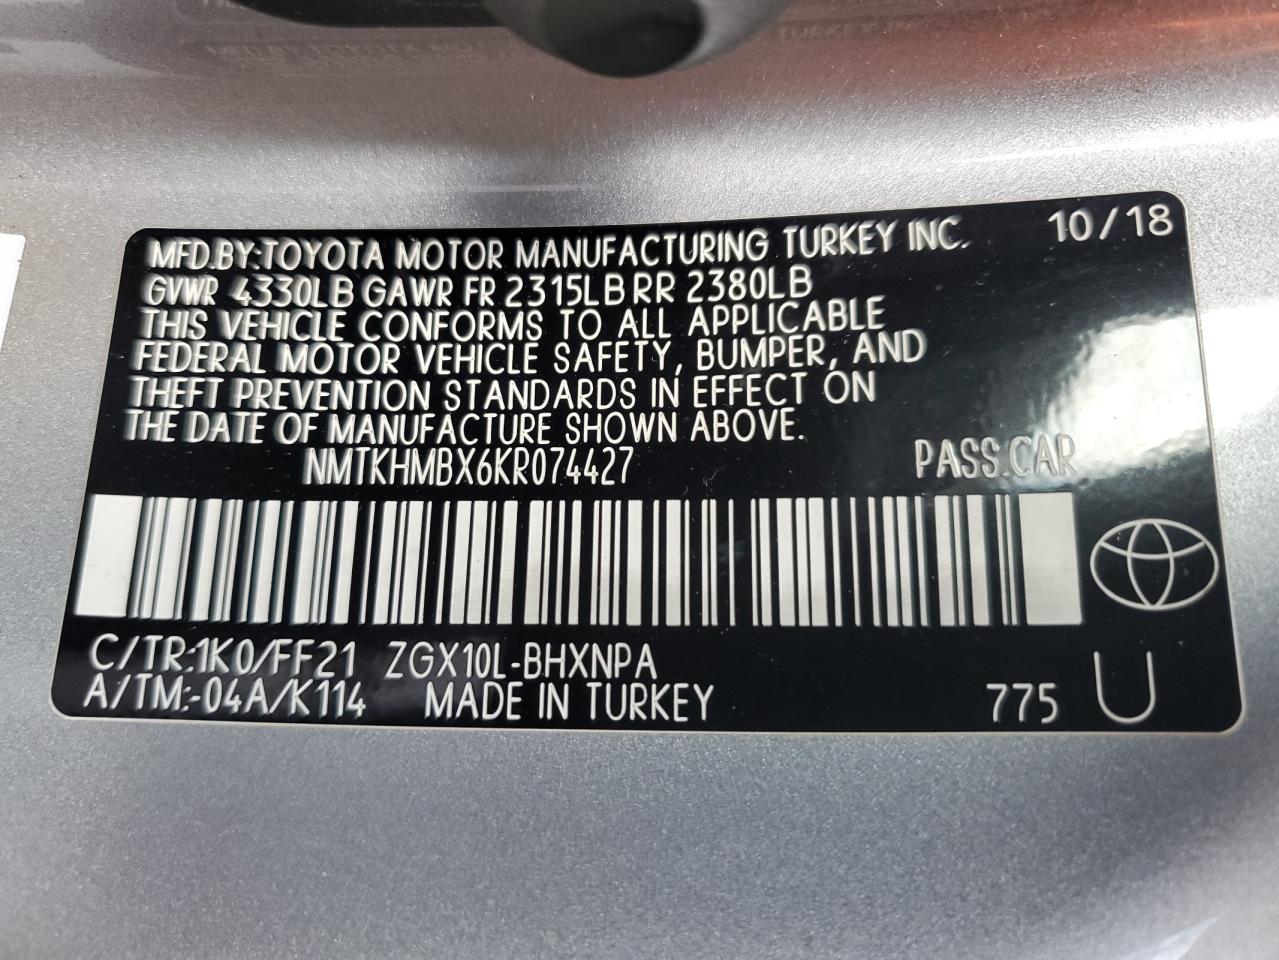 MFD.BY:TOYOTA MOTOR MANUFACTURING TURKEY INC. 10/18
GVWR 4330LB GAWR FR 2315LB RR 2380LB
THIS VEHICLE CONFORMS TO ALL APPLICABLE
FEDERAL MOTOR VEHICLE SAFETY, BUMPER, AND
THEFT PREVENTION STANDARDS IN EFFECT ON
THE DATE OF MANUFACTURE SHOWN ABOVE.
NMTKHMBX6KR074427 PASS.CAR
C/TR:1K0/FF21 ZGX10L-BHXNPA
A/TM:-04A/K114 MADE IN TURKEY 775 U